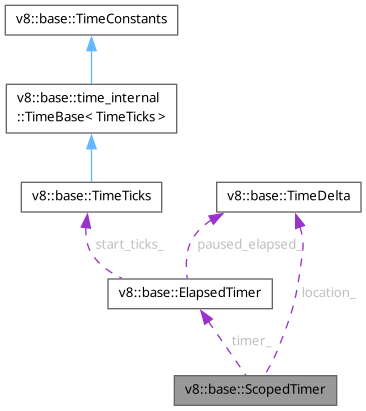 v8::base::TimeConstants
v8::base::time_internal
::TimeBase< TimeTicks >
v8::base::TimeTicks
v8::base::TimeDelta
start_ticks_
paused_elapsed_
v8::base::ElapsedTimer
location_
timer_
v8::base::ScopedTimer